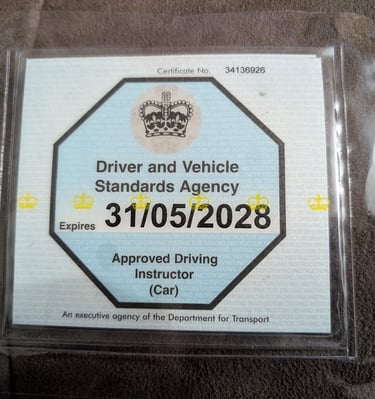 Certificate No. 34136926
Driver and Vehicle
Standards Agency
Expires 31/05/2028
Approved Driving
Instructor
(Car)
An executive agency of the Department for Transport